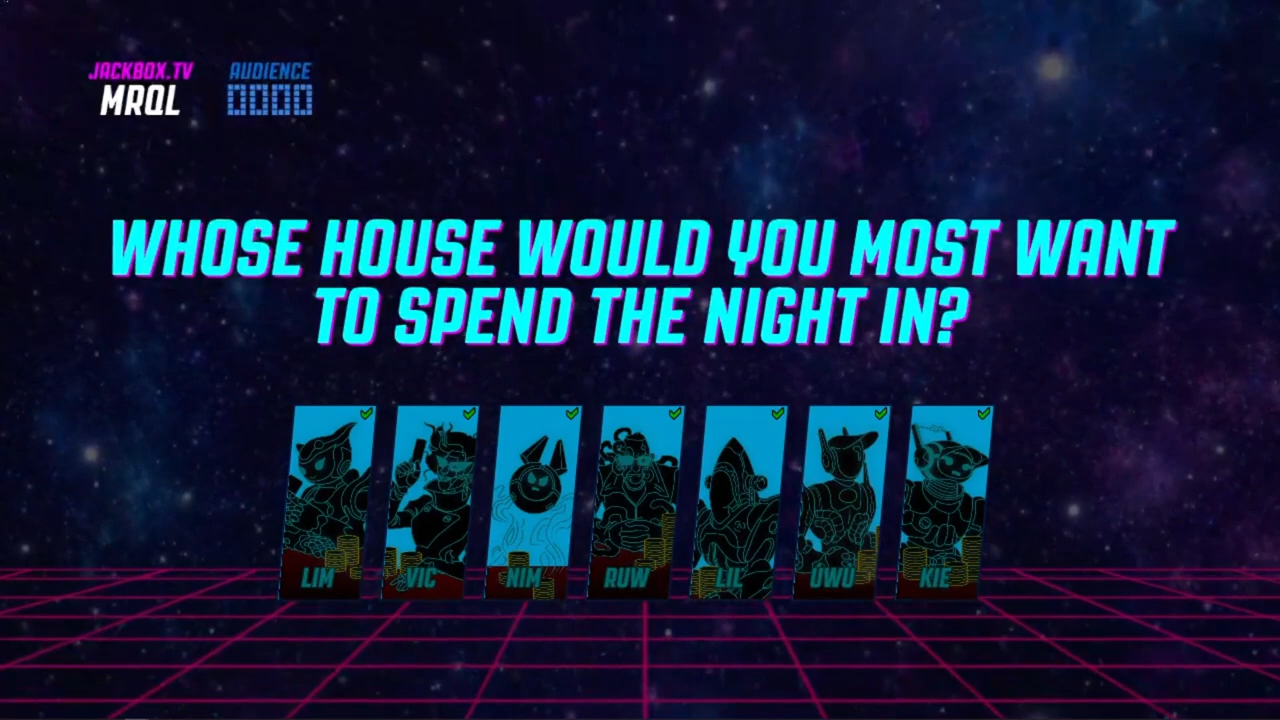 JACKBOX.TV
MRQL
AUDIENCE
0000
WHOSE HOUSE WOULD YOU MOST WANT
TO SPEND THE NIGHT IN?
LIM VIC NIM RUW LIL UWU KIE